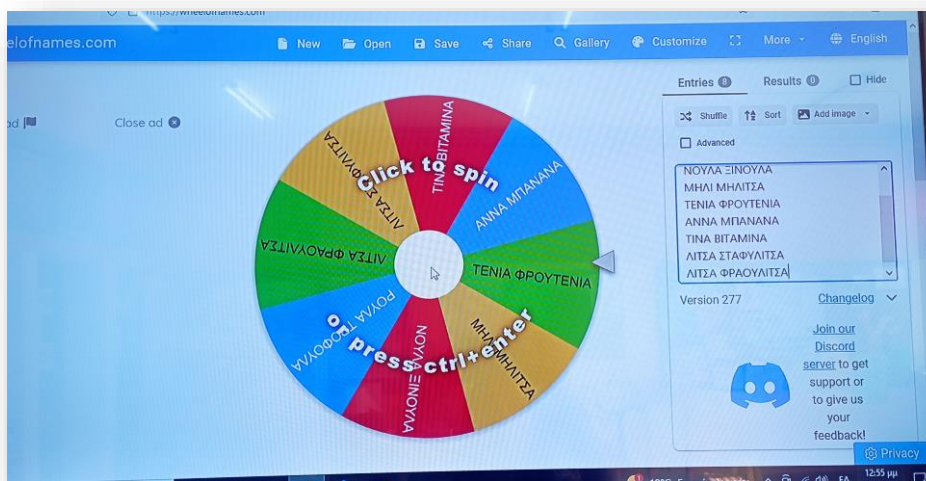 https://wheelofnames.com
elofnames.com
New
Open
Save
Share
Gallery
Customize
More
English
ad
Close ad
Entries 8
Results 0
Hide
Shuffle
Sort
Add image
Advanced
ΝΟΥΛΑ ΞΙΝΟΥΛΑ
ΜΗΛΙ ΜΗΛΙΤΣΑ
ΤΕΝΙΑ ΦΡΟΥΤΕΝΙΑ
ΑΝΝΑ ΜΠΑΝΑΝΑ
ΤΙΝΑ ΒΙΤΑΜΙΝΑ
ΛΙΤΣΑ ΣΤΑΦΥΛΙΤΣΑ
ΛΙΤΣΑ ΦΡΑΟΥΛΙΤΣΑ
ΤΙΝΑ ΒΙΤΑΜΙΝΑ
ΑΝΝΑ ΜΠΑΝΑΝΑ
ΤΕΝΙΑ ΦΡΟΥΤΕΝΙΑ
ΜΗΛΙ ΜΗΛΙΤΣΑ
ΝΟΥΛΑ ΞΙΝΟΥΛΑ
ΡΟΥΛΑ ΤΡΟΦΟΥΛΑ
ΛΙΤΣΑ ΦΡΑΟΥΛΙΤΣΑ
ΛΙΤΣΑ ΣΤΑΦΥΛΙΤΣΑ
Click to spin
or press ctrl+enter
Version 277
Changelog
Join our
Discord
server to get
support or
to give us
your
feedback!
Privacy
12:55 μμ